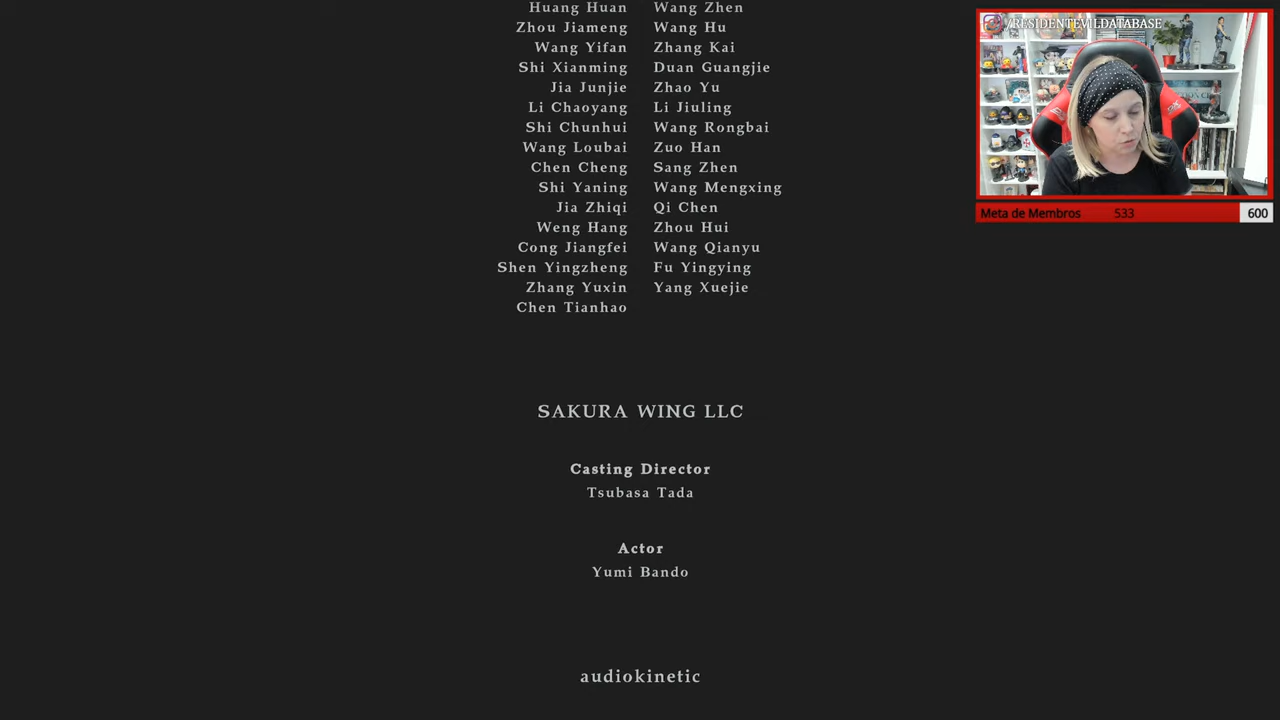 Huang Huan Wang Zhen
Zhou Jiameng Wang Hu
Wang Yifan Zhang Kai
Shi Xianming Duan Guangjie
Jia Junjie Zhao Yu
Li Chaoyang Li Jiuling
Shi Chunhui Wang Rongbai
Wang Loubai Zuo Han
Chen Cheng Sang Zhen
Shi Yaning Wang Mengxing
Jia Zhiqi Qi Chen
Weng Hang Zhou Hui
Cong Jiangfei Wang Qianyu
Shen Yingzheng Fu Yingying
Zhang Yuxin Yang Xuejie
Chen Tianhao
SAKURA WING LLC
Casting Director
Tsubasa Tada
Actor
Yumi Bando
audiokinetic
/RESIDENTEVILDATABASE
Meta de Membros 533 600